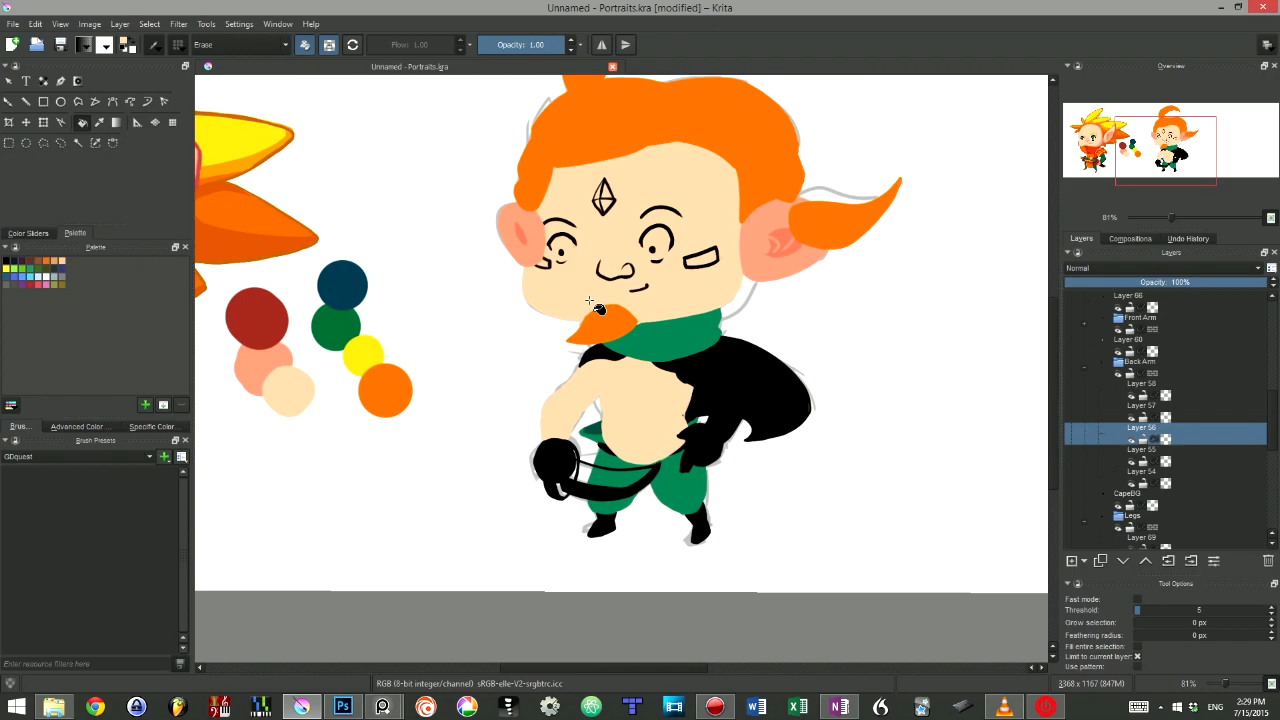 Unnamed - Portraits.kra [modified] – Krita
File Edit View Image Layer Select Filter Tools Settings Window Help
Erase Flow: 1.00 Opacity: 1.00
Unnamed - Portraits.kra
Overview
81%
Color Sliders Palette
Palette
Layers Compositions Undo History
Layers
Normal
Opacity: 100%
Layer 66
Front Arm
Layer 60
Back Arm
Layer 58
Layer 57
Layer 56
Layer 55
Layer 54
CapeBG
Legs
Layer 69
Brus... Advanced Color ... Specific Color...
Brush Presets
GDquest
Tool Options
Fast mode:
Threshold: 5
Grow selection: 0 px
Feathering radius: 0 px
Fill entire selection:
Limit to current layer:
Use pattern:
Enter resource filters here
RGB (8-bit integer/channel) sRGB-elle-V2-srgbtrc.icc
3368 x 1167 (847M) 81%
ENG
2:29 PM
7/15/2015